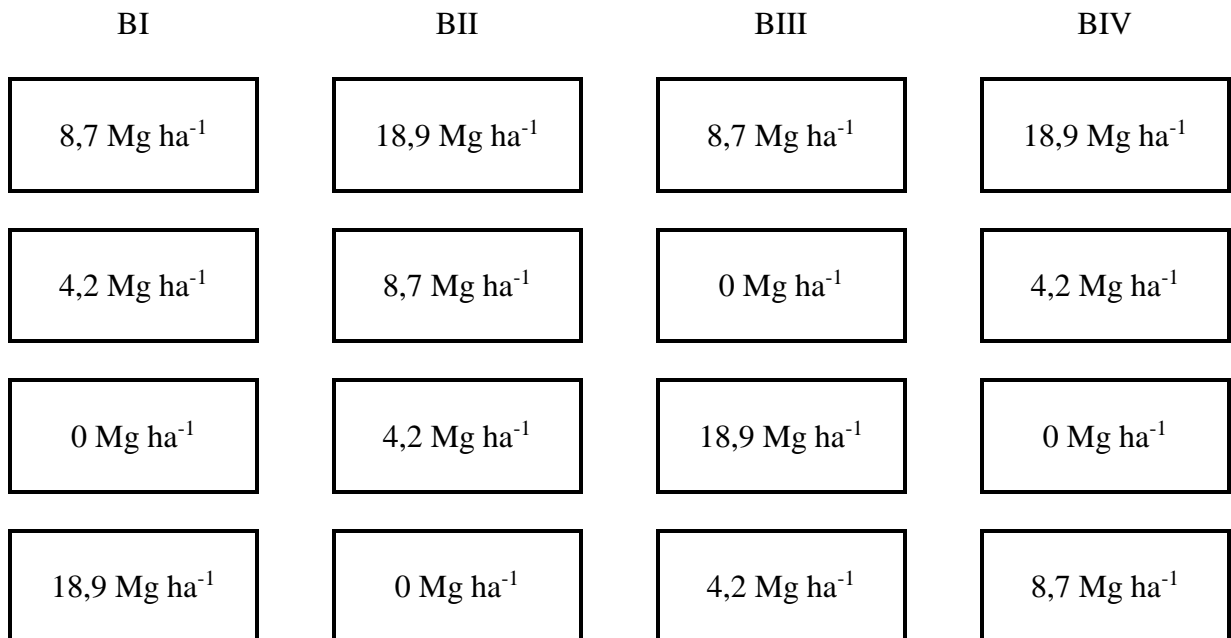 BI BII BIII BIV
8,7 Mg ha⁻¹ 18,9 Mg ha⁻¹ 8,7 Mg ha⁻¹ 18,9 Mg ha⁻¹
4,2 Mg ha⁻¹ 8,7 Mg ha⁻¹ 0 Mg ha⁻¹ 4,2 Mg ha⁻¹
0 Mg ha⁻¹ 4,2 Mg ha⁻¹ 18,9 Mg ha⁻¹ 0 Mg ha⁻¹
18,9 Mg ha⁻¹ 0 Mg ha⁻¹ 4,2 Mg ha⁻¹ 8,7 Mg ha⁻¹